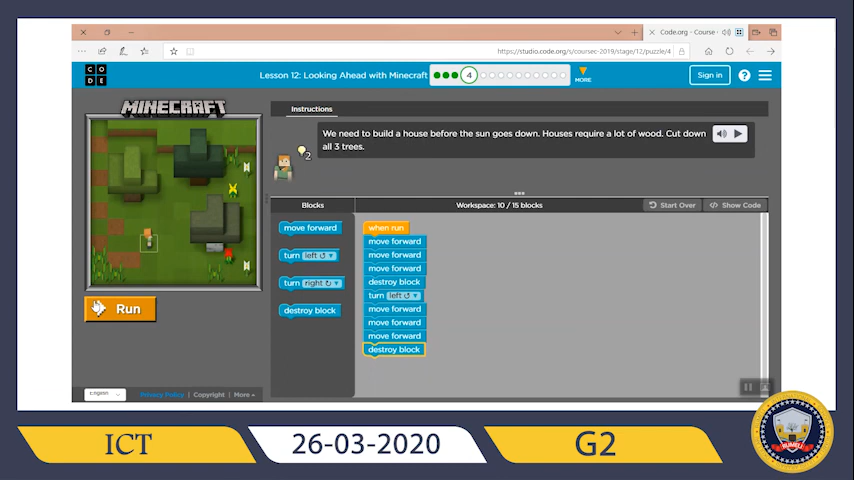 Code.org - Course
https://studio.code.org/s/coursec-2019/stage/12/puzzle/4
C O D E
Lesson 12: Looking Ahead with Minecraft
4
MORE
Sign in
?
MINECRAFT
Instructions
2
We need to build a house before the sun goes down. Houses require a lot of wood. Cut down
all 3 trees.
Blocks
Workspace: 10 / 15 blocks
Start Over
</> Show Code
move forward
turn left
turn right
destroy block
when run
move forward
move forward
move forward
destroy block
turn left
move forward
move forward
move forward
destroy block
Run
English
Privacy Policy | Copyright | More
ICT
26-03-2020
G2